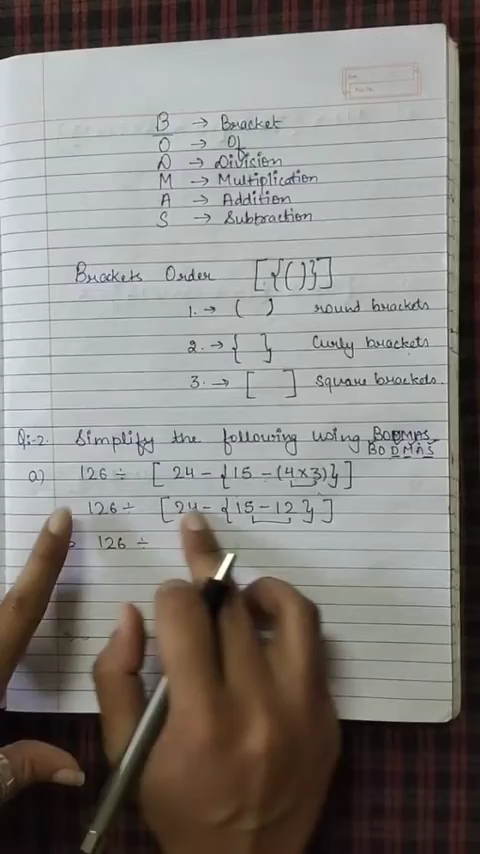 B → Bracket
O → Of
D → Division
M → Multiplication
A → Addition
S → Subtraction
Brackets Order [{()}]
1. → ( ) round brackets
2. → { } Curly brackets
3. → [ ] Square brackets.
Q:-2. Simplify the following using BODMAS
BODMAS
a) 126 ÷ [ 24 - { 15 - (4×3) } ]
126 ÷ [ 24 - { 15 - 12 } ]
126 ÷